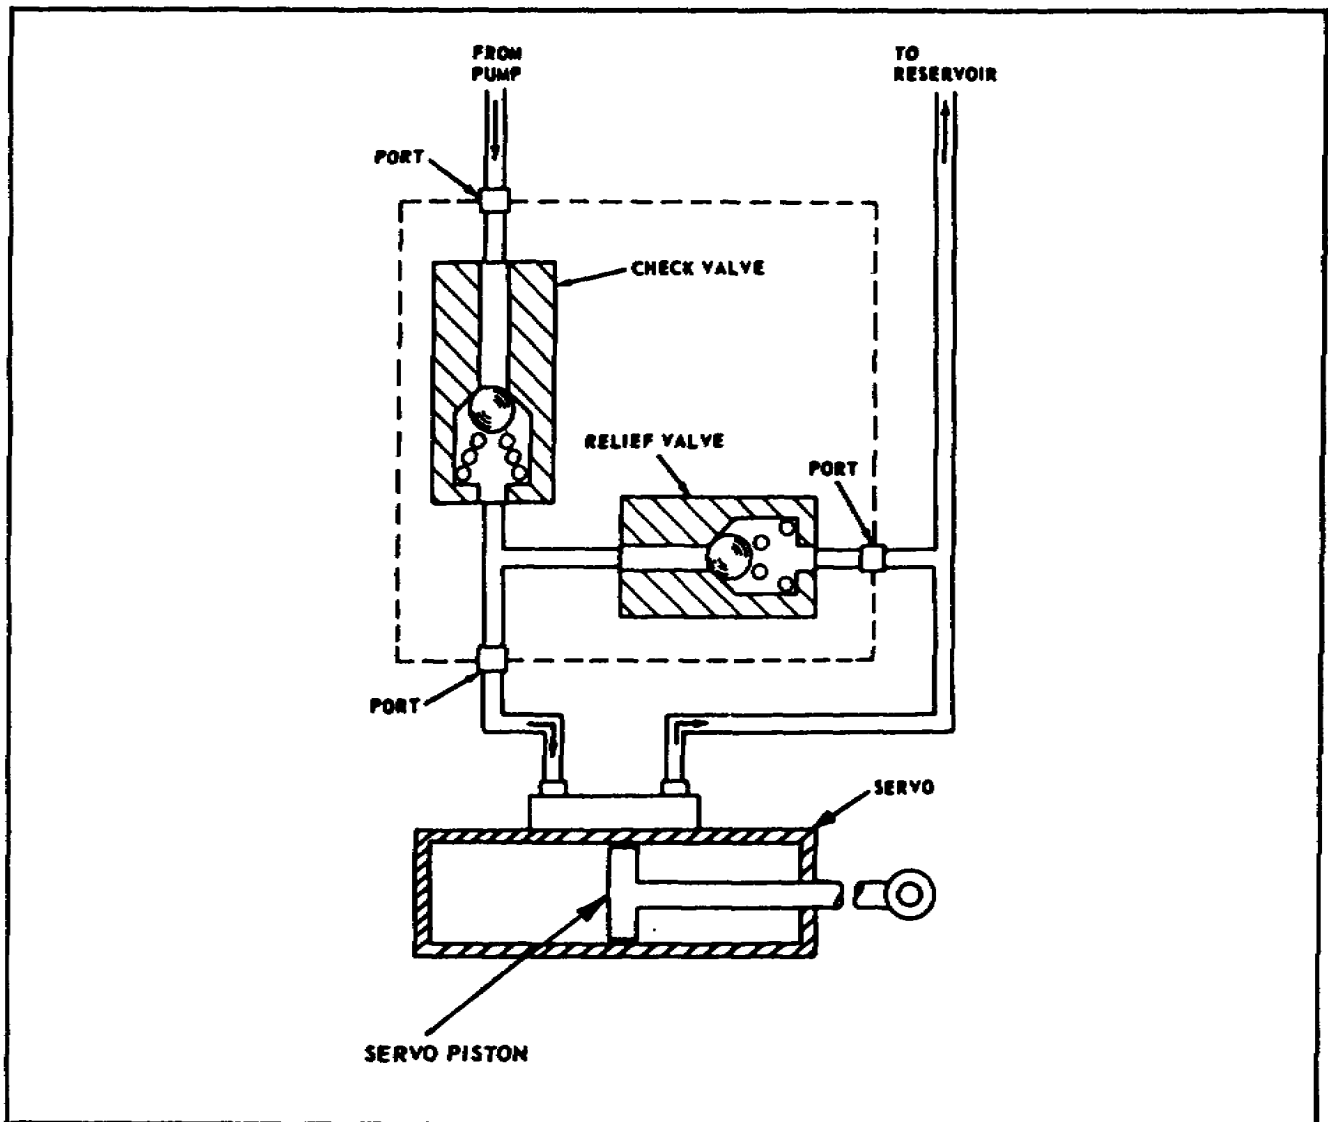 FROM
PUMP
TO
RESERVOIR
PORT
CHECK VALVE
RELIEF VALVE
PORT
PORT
SERVO
SERVO PISTON